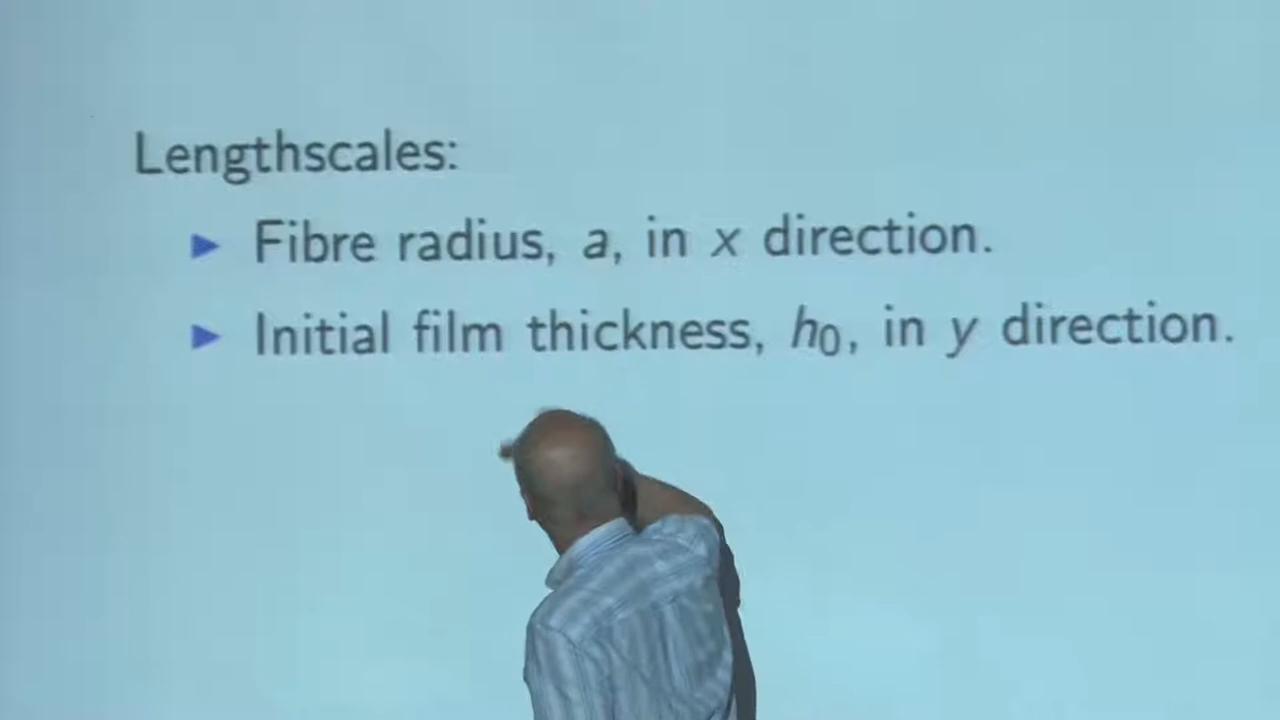 Lengthscales:
Fibre radius, a, in x direction.
Initial film thickness, h₀, in y direction.